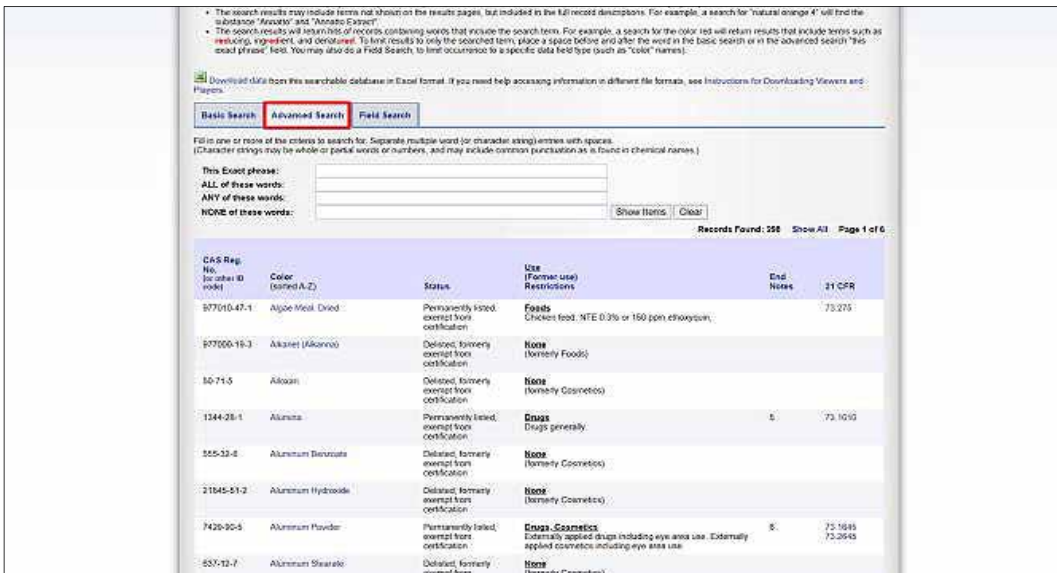 The search results may include terms not shown on the results pages, but included in the full record descriptions. For example, a search for "natural orange 4" will find the
substance "Annatto" and "Annatto Extract".
The search results will return hits of records containing words that include the search term. For example, a search for the color red will return results that include terms such as
reducing, ingredient, and denatured. To limit results to only the searched term, place a space before and after the word in the basic search or in the advanced search "this
exact phrase" field. You may also do a Field Search, to limit occurrence to a specific data field type (such as "color" names).
Download data from this searchable database in Excel format. If you need help accessing information in different file formats, see Instructions for Downloading Viewers and
Players.
Basic Search Advanced Search Field Search
Fill in one or more of the criteria to search for. Separate multiple word (or character string) entries with spaces.
(Character strings may be whole or partial words or numbers, and may include common punctuation as is found in chemical names.)
This Exact phrase:
ALL of these words:
ANY of these words:
NONE of these words: Show Items Clear
Records Found: 356 Show All Page 1 of 6
CAS Reg.
No.
(or other ID
code)
Color
(sorted A-Z)
Status
Use
(Former use)
Restrictions
End
Notes
21 CFR
977010-47-1 Algae Meal, Dried Permanently listed, Foods 73.275
exempt from Chicken feed. NTE 0.3% or 150 ppm ethoxyquin,
certification
977000-19-3 Alkanet (Alkanna) Delisted, formerly None
exempt from (formerly Foods)
certification
50-71-5 Alloxan Delisted, formerly None
exempt from (formerly Cosmetics)
certification
1344-28-1 Alumina Permanently listed, Drugs 5 73.1010
exempt from Drugs generally
certification
555-32-8 Aluminum Benzoate Delisted, formerly None
exempt from (formerly Cosmetics)
certification
21645-51-2 Aluminum Hydroxide Delisted, formerly None
exempt from (formerly Cosmetics)
certification
7429-90-5 Aluminum Powder Permanently listed, Drugs, Cosmetics 6 73.1645
exempt from Externally applied drugs including eye area use. Externally 73.2645
certification applied cosmetics including eye area use
637-12-7 Aluminum Stearate Delisted, formerly None
exempt from (formerly Cosmetics)